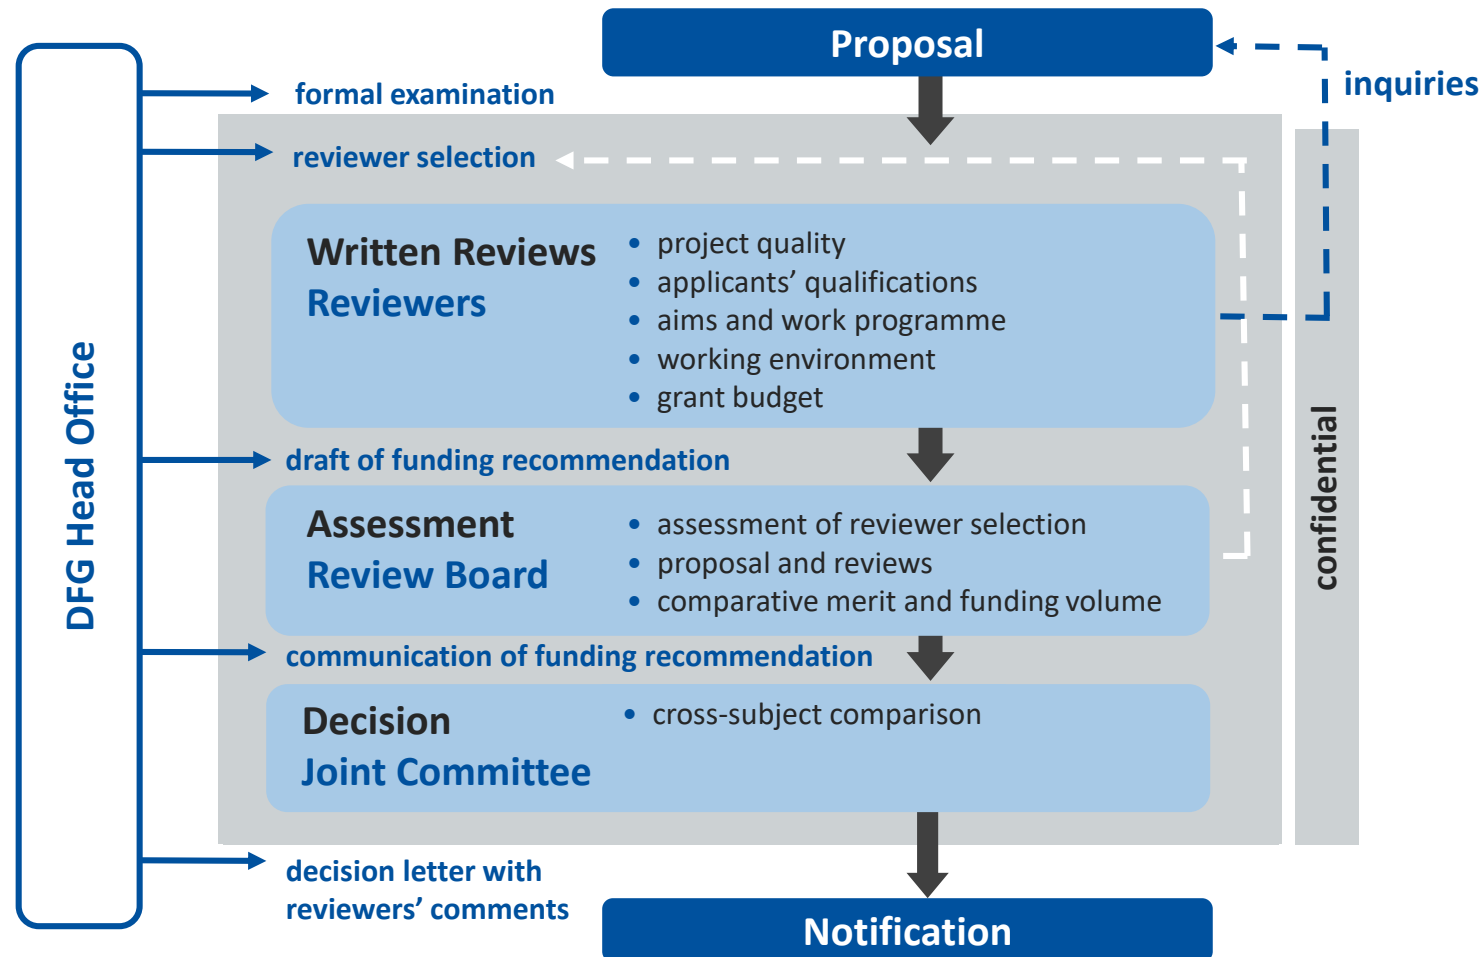 Proposal
inquiries
formal examination
reviewer selection
Written Reviews
Reviewers
• project quality
• applicants’ qualifications
• aims and work programme
• working environment
• grant budget
draft of funding recommendation
Assessment
Review Board
• assessment of reviewer selection
• proposal and reviews
• comparative merit and funding volume
communication of funding recommendation
Decision
Joint Committee
• cross-subject comparison
decision letter with
reviewers’ comments
Notification
DFG Head Office
confidential